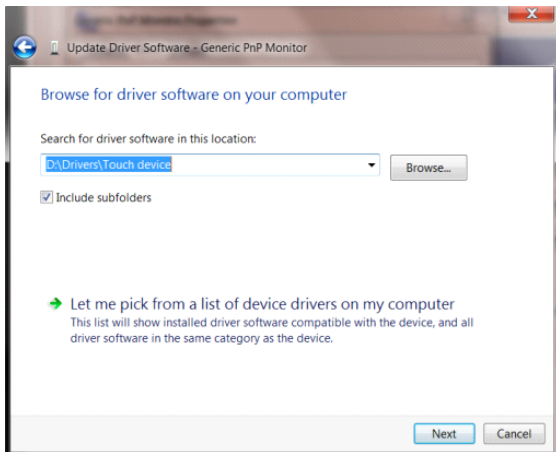 Update Driver Software - Generic PnP Monitor
Browse for driver software on your computer
Search for driver software in this location:
D:\Drivers\Touch device
Browse...
Include subfolders
Let me pick from a list of device drivers on my computer
This list will show installed driver software compatible with the device, and all
driver software in the same category as the device.
Next
Cancel